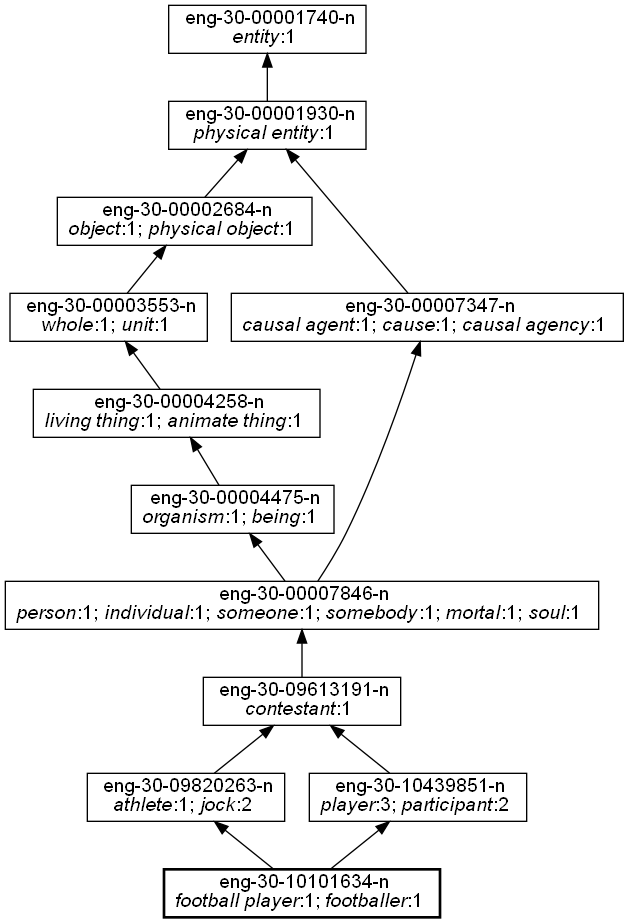 eng-30-00001740-n
entity:1
eng-30-00001930-n
physical entity:1
eng-30-00002684-n
object:1; physical object:1
eng-30-00003553-n
whole:1; unit:1
eng-30-00007347-n
causal agent:1; cause:1; causal agency:1
eng-30-00004258-n
living thing:1; animate thing:1
eng-30-00004475-n
organism:1; being:1
eng-30-00007846-n
person:1; individual:1; someone:1; somebody:1; mortal:1; soul:1
eng-30-09613191-n
contestant:1
eng-30-09820263-n
athlete:1; jock:2
eng-30-10439851-n
player:3; participant:2
eng-30-10101634-n
football player:1; footballer:1